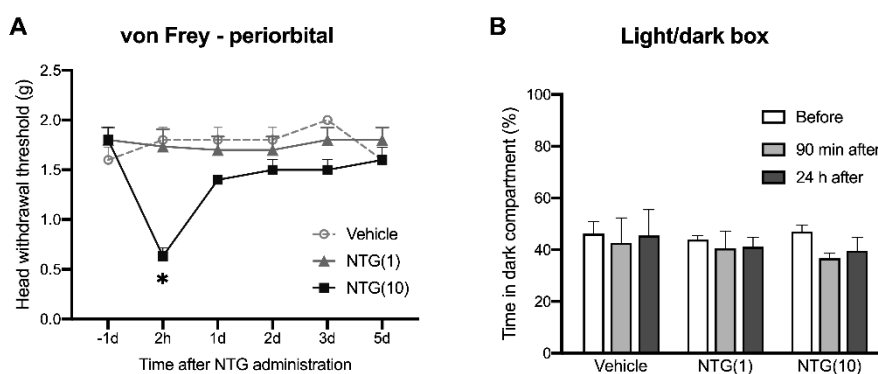 A
von Frey - periorbital
Head withdrawal threshold (g)
2.5
2.0
1.5
1.0
0.5
0.0
Vehicle
NTG(1)
NTG(10)
*
-1d 2h 1d 2d 3d 5d
Time after NTG administration
B
Light/dark box
Time in dark compartment (%)
100
80
60
40
20
0
Before
90 min after
24 h after
Vehicle NTG(1) NTG(10)